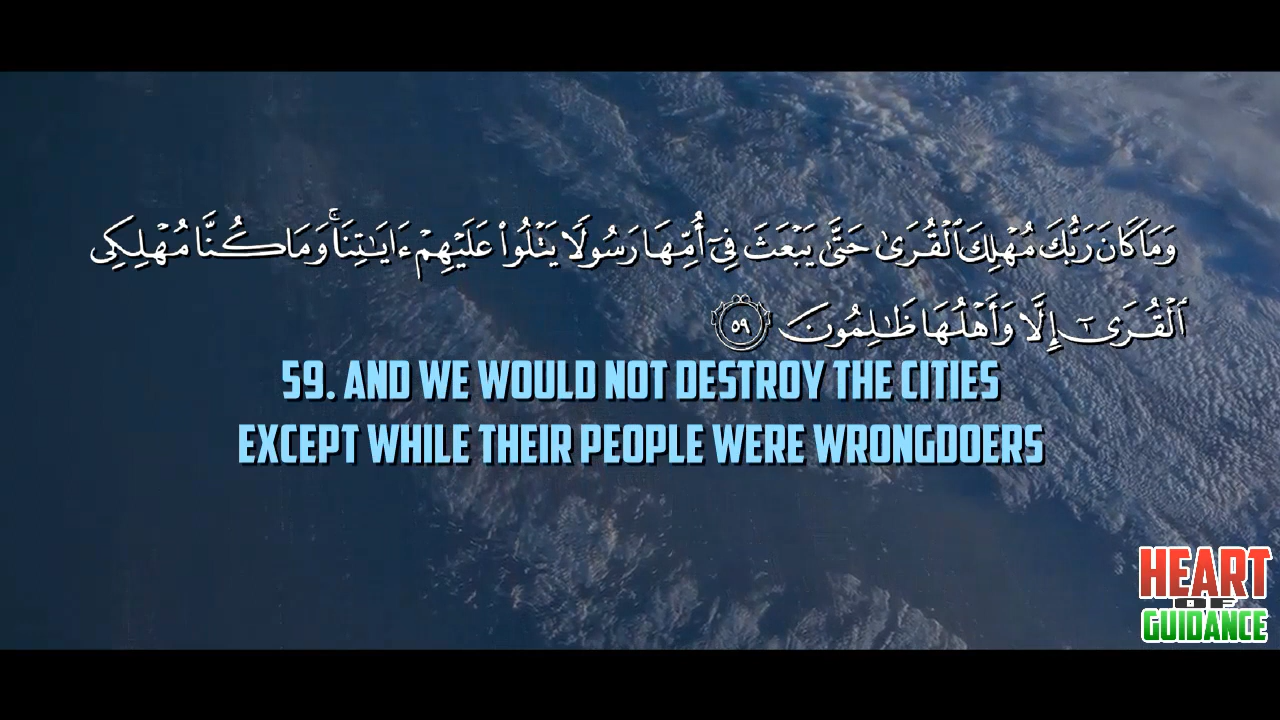 وَمَا كَانَ رَبُّكَ مُهْلِكَ ٱلْقُرَىٰ حَتَّىٰ يَبْعَثَ فِىٓ أُمِّهَا رَسُولًا يَتْلُوا۟ عَلَيْهِمْ ءَايَٰتِنَا ۚ وَمَا كُنَّا مُهْلِكِى
ٱلْقُرَىٰٓ إِلَّا وَأَهْلُهَا ظَٰلِمُونَ ٥٩
59. AND WE WOULD NOT DESTROY THE CITIES
EXCEPT WHILE THEIR PEOPLE WERE WRONGDOERS
HEART
OF
GUIDANCE